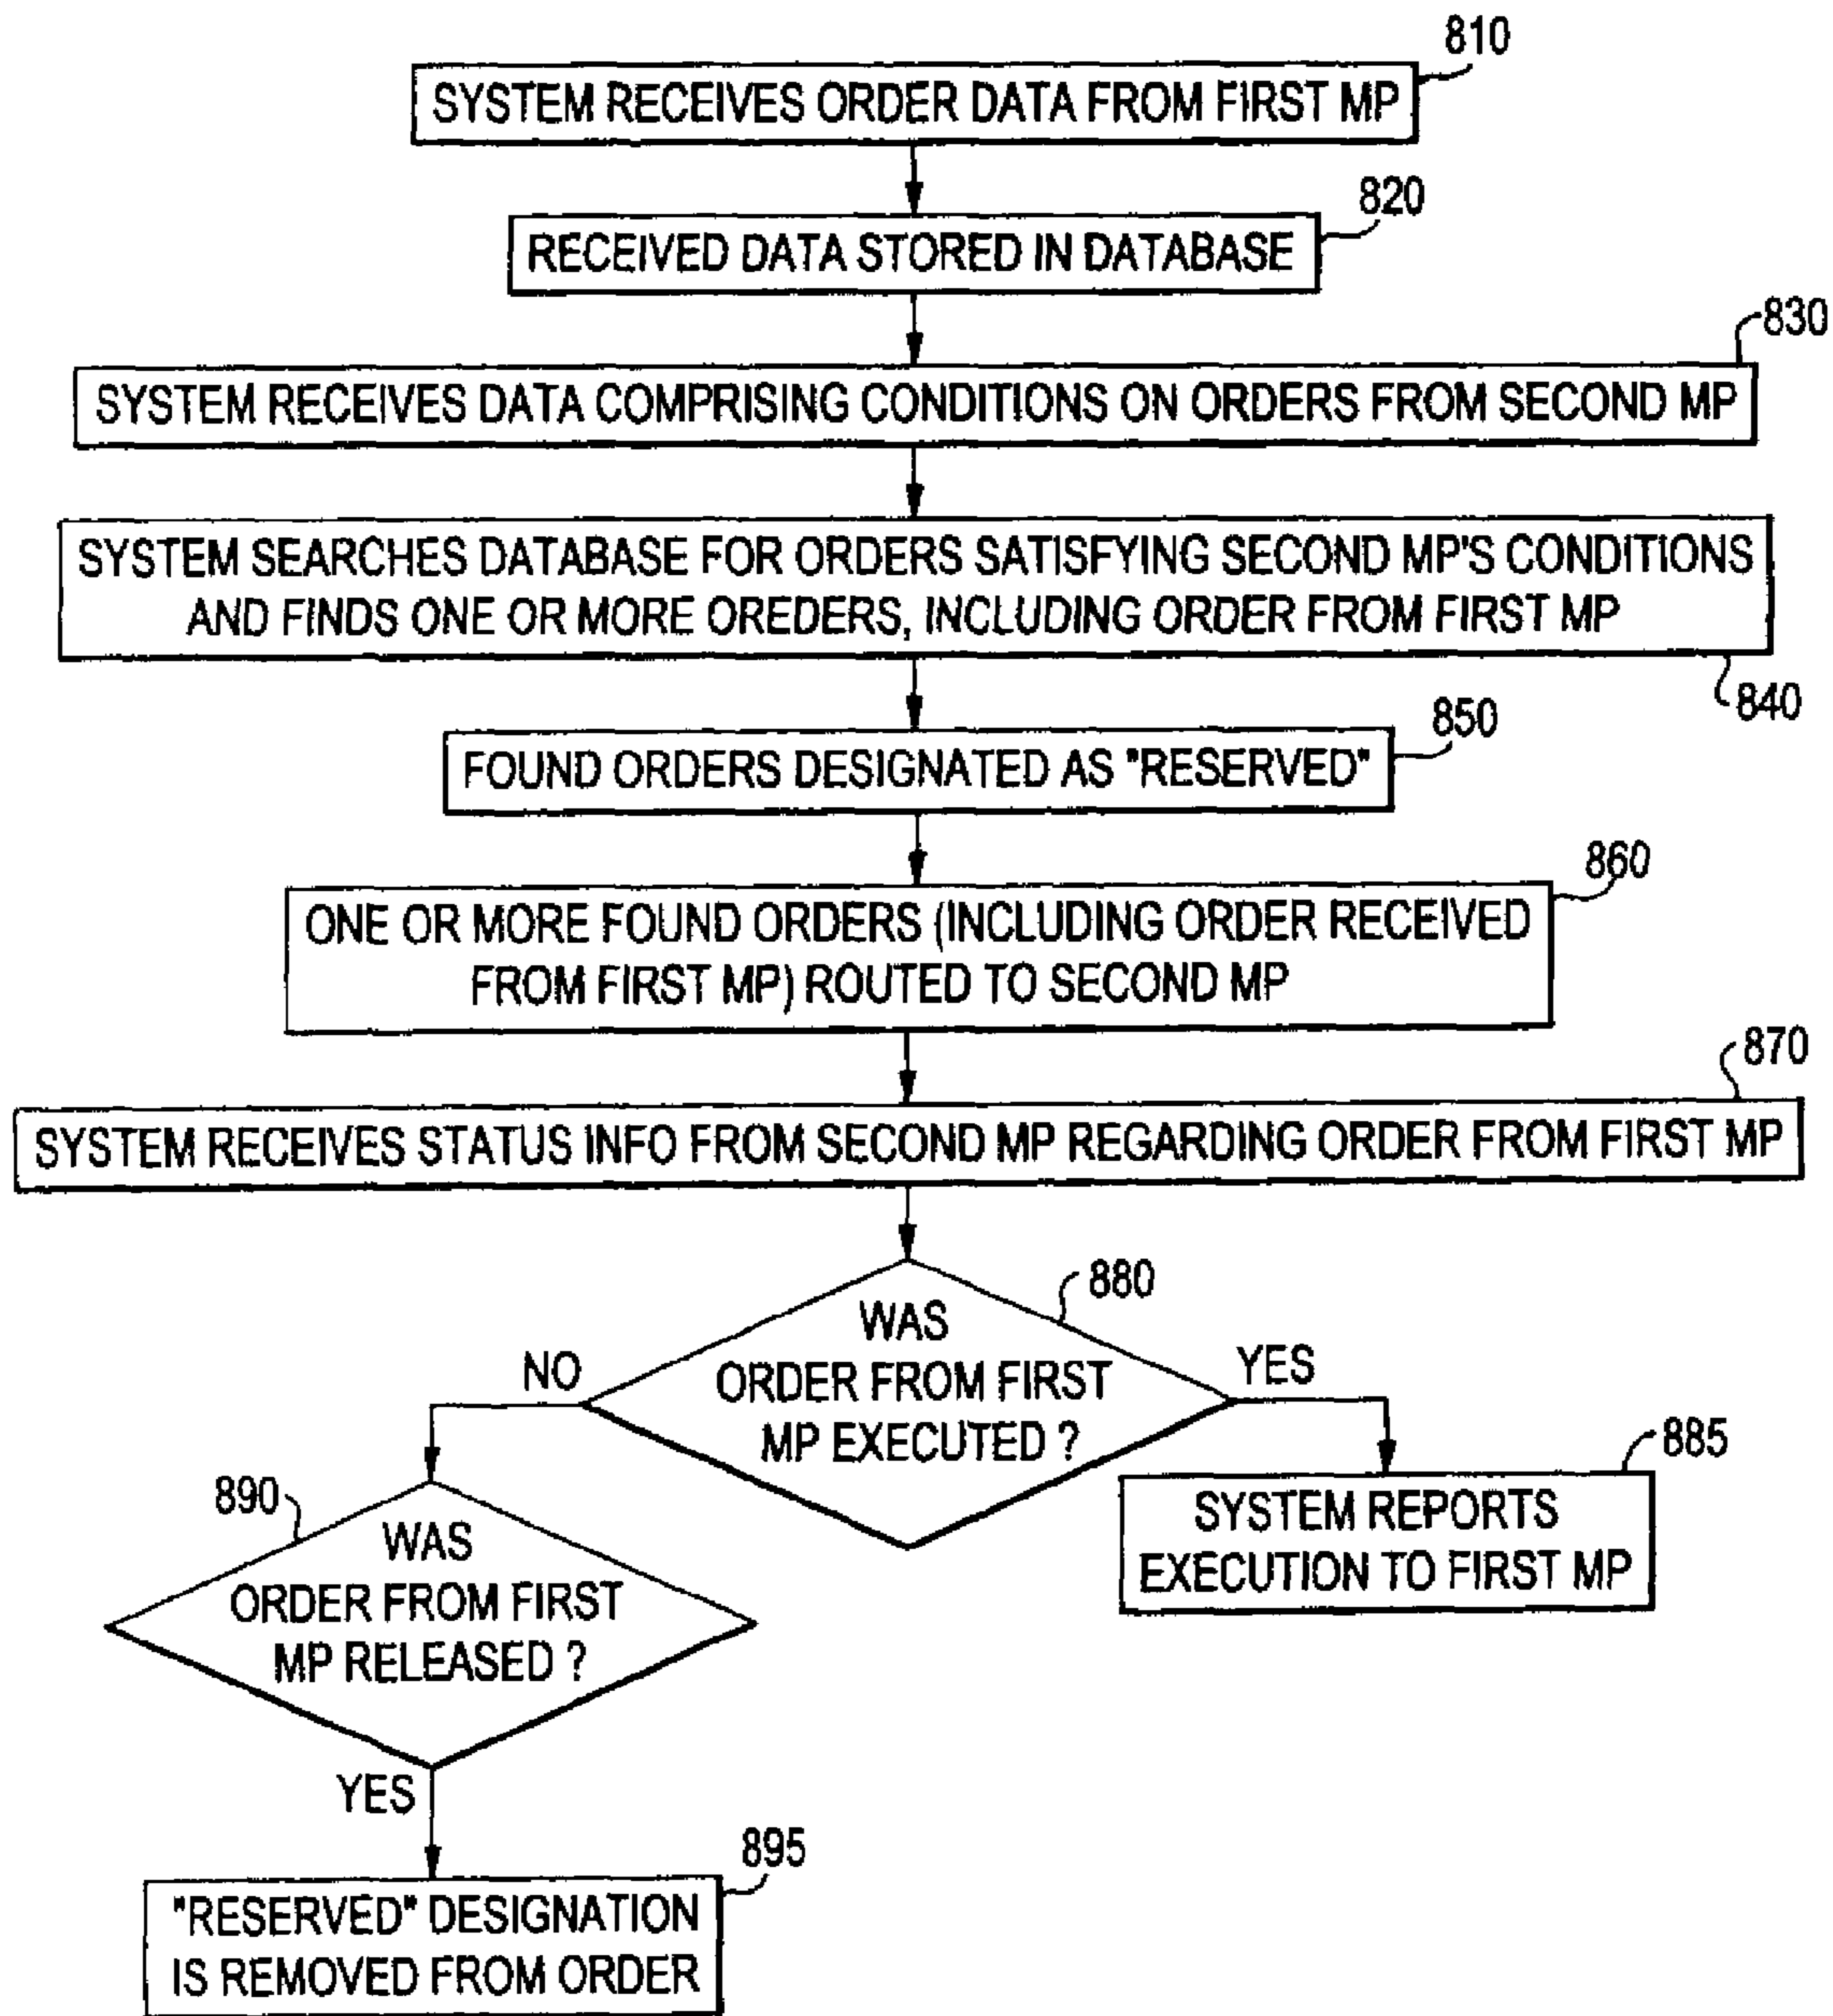 810
SYSTEM RECEIVES ORDER DATA FROM FIRST MP
820
RECEIVED DATA STORED IN DATABASE
830
SYSTEM RECEIVES DATA COMPRISING CONDITIONS ON ORDERS FROM SECOND MP
SYSTEM SEARCHES DATABASE FOR ORDERS SATISFYING SECOND MP'S CONDITIONS
AND FINDS ONE OR MORE OREDERS, INCLUDING ORDER FROM FIRST MP
840
850
FOUND ORDERS DESIGNATED AS "RESERVED"
860
ONE OR MORE FOUND ORDERS (INCLUDING ORDER RECEIVED
FROM FIRST MP) ROUTED TO SECOND MP
870
SYSTEM RECEIVES STATUS INFO FROM SECOND MP REGARDING ORDER FROM FIRST MP
880
WAS
ORDER FROM FIRST
MP EXECUTED ?
NO
YES
885
SYSTEM REPORTS
EXECUTION TO FIRST MP
890
WAS
ORDER FROM FIRST
MP RELEASED ?
YES
895
"RESERVED" DESIGNATION
IS REMOVED FROM ORDER